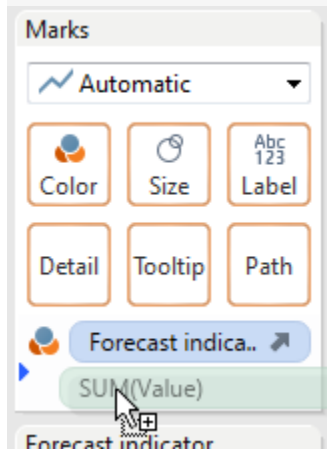 Marks
Automatic
Abc
123
Color Size Label
Detail Tooltip Path
Forecast indica..
SUM(Value)
Forecast indicator